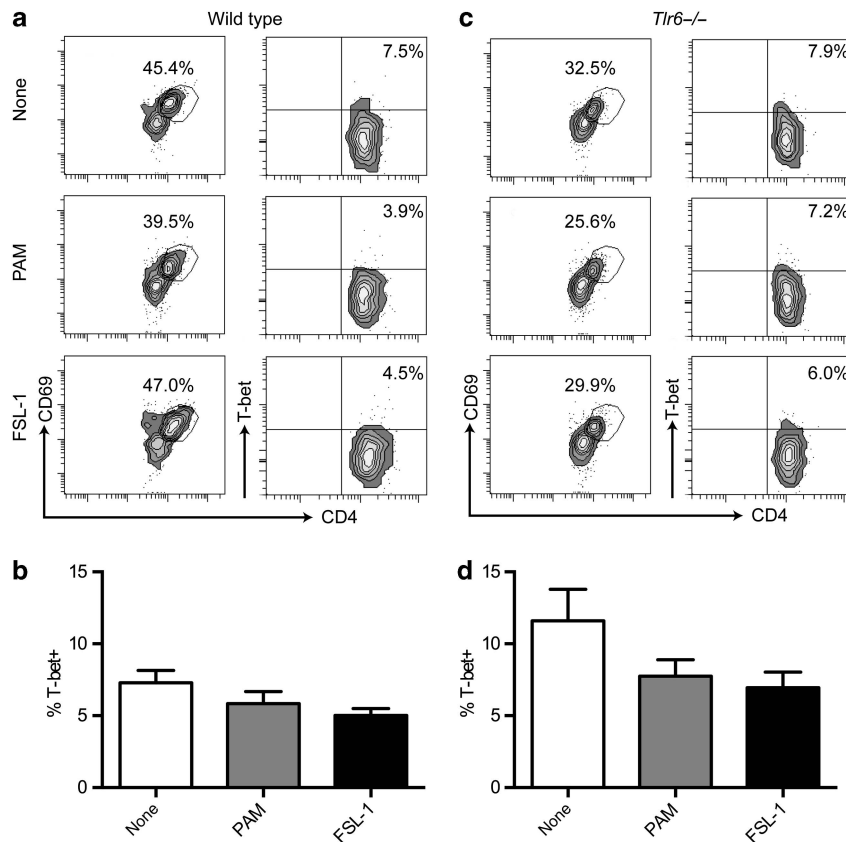 a
Wild type
None
45.4%
7.5%
PAM
39.5%
3.9%
FSL-1
47.0%
4.5%
CD69
T-bet
CD4
c
Tlr6–/–
32.5%
7.9%
25.6%
7.2%
29.9%
6.0%
CD69
T-bet
CD4
b
% T-bet+
15
10
5
0
None
PAM
FSL-1
d
% T-bet+
15
10
5
0
None
PAM
FSL-1